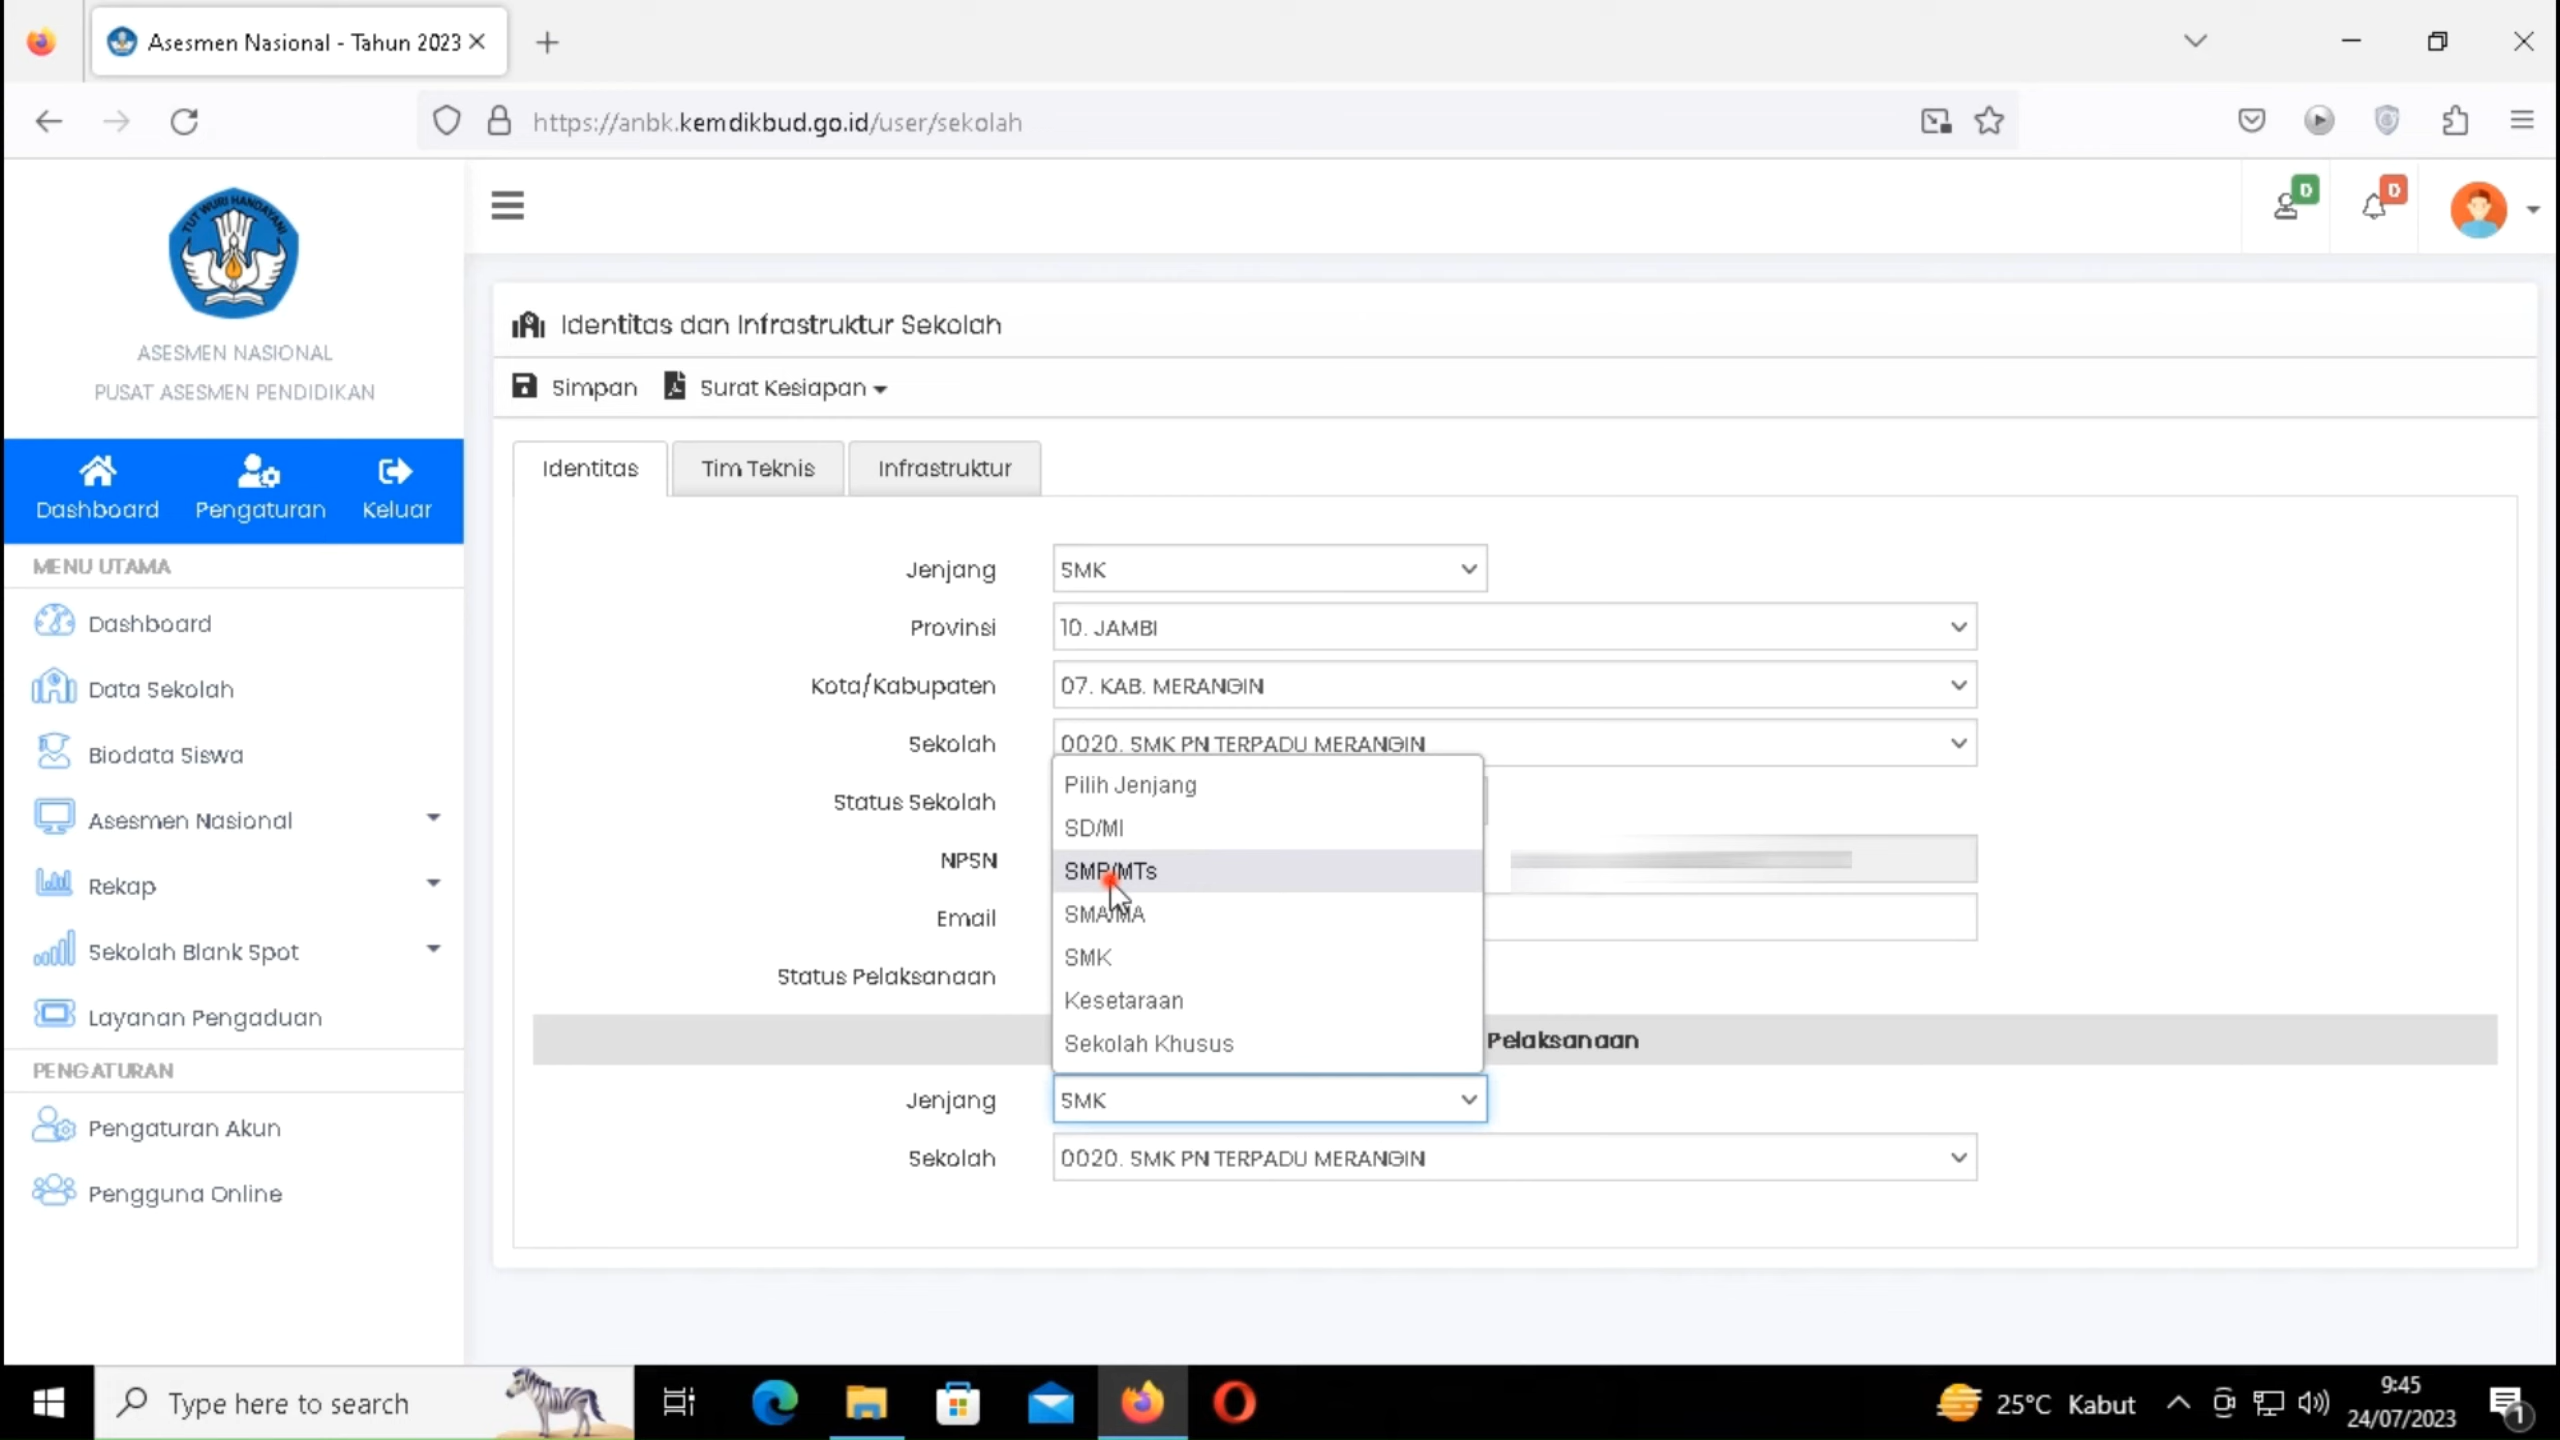 Asesmen Nasional - Tahun 2023
https://anbk.kemdikbud.go.id/user/sekolah
TUT WURI HANDAYANI
D
D
ASESMEN NASIONAL
PUSAT ASESMEN PENDIDIKAN
Dashboard
Pengaturan
Keluar
MENU UTAMA
Dashboard
Data Sekolah
Biodata Siswa
Asesmen Nasional
Rekap
Sekolah Blank Spot
Layanan Pengaduan
PENGATURAN
Pengaturan Akun
Pengguna Online
Identitas dan Infrastruktur Sekolah
Simpan
Surat Kesiapan
Identitas
Tim Teknis
Infrastruktur
Jenjang
SMK
Provinsi
10. JAMBI
Kota/Kabupaten
07. KAB. MERANGIN
Sekolah
0020. SMK PN TERPADU MERANGIN
Status Sekolah
NPSN
Email
Status Pelaksanaan
Pilih Jenjang
SD/MI
SMP/MTs
SMA/MA
SMK
Kesetaraan
Sekolah Khusus
Pelaksanaan
Jenjang
SMK
Sekolah
0020. SMK PN TERPADU MERANGIN
Type here to search
25°C Kabut
9:45
24/07/2023
1